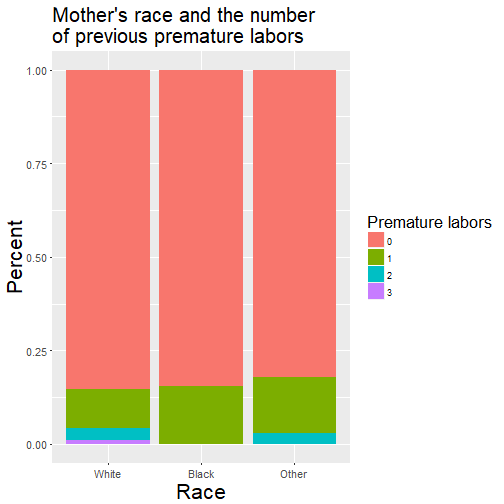 Mother's race and the number
of previous premature labors
1.00
0.75
0.50
0.25
0.00
Percent
White Black Other
Race
Premature labors
0
1
2
3